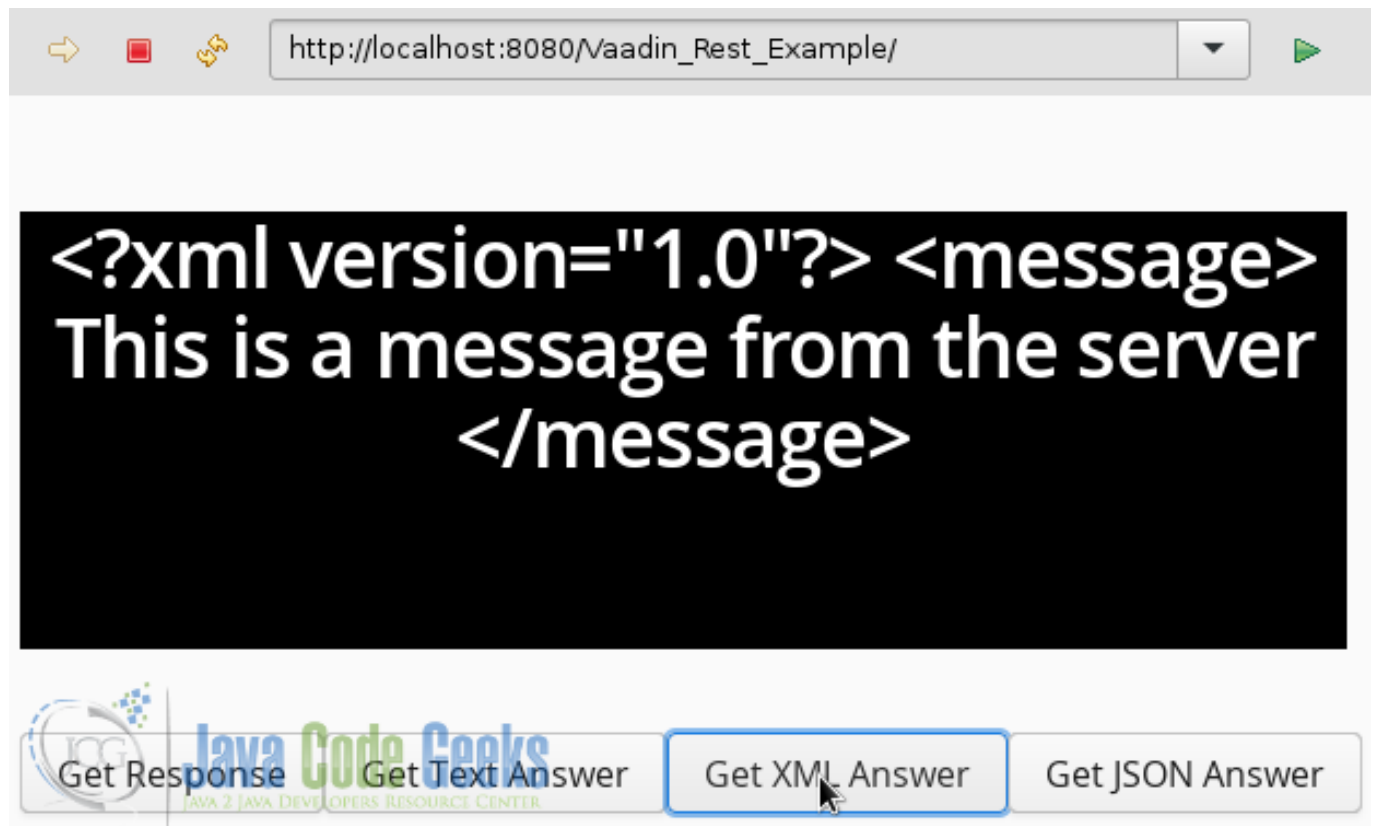 http://localhost:8080/Vaadin_Rest_Example/
<?xml version="1.0"?> <message>
This is a message from the server
</message>
JCG
Java Code Geeks
Get Response
Get Text Answer
Get XML Answer
Get JSON Answer
JAVA 2 JAVA DEVELOPERS RESOURCE CENTER